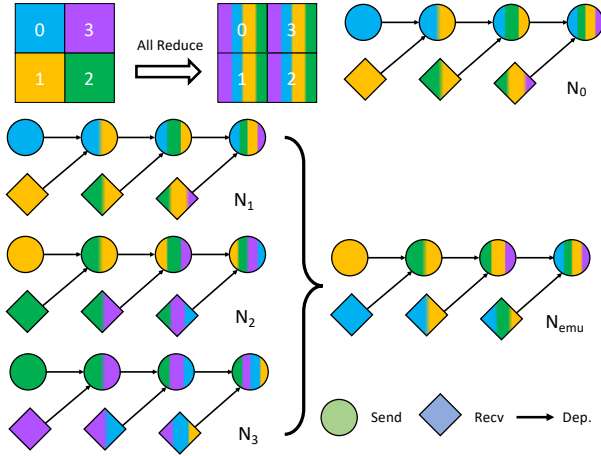 0 3
1 2
All Reduce
0 3
1 2
N0
N1
N2
N3
Nemu
Send
Recv
Dep.